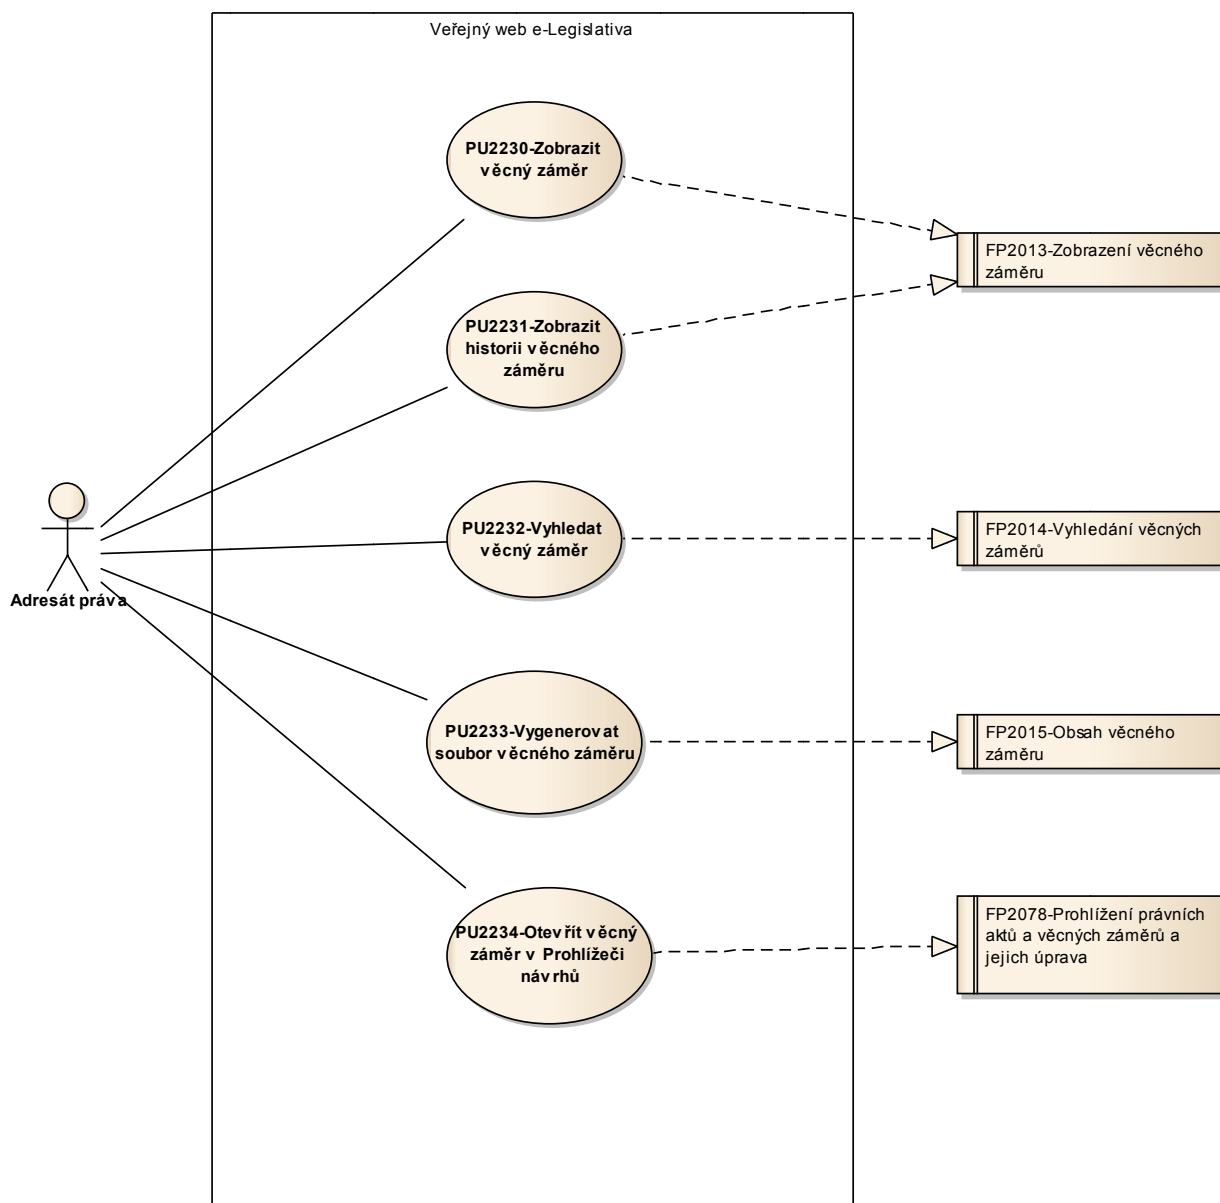 Veřejný web e-Legislativa
PU2230-Zobrazit
věcný záměr
FP2013-Zobrazení věcného
záměru
PU2231-Zobrazit
historii věcného
záměru
PU2232-Vyhledat
věcný záměr
FP2014-Vyhledání věcných
záměrů
Adresát práva
PU2233-Vygenerovat
soubor věcného záměru
FP2015-Obsah věcného
záměru
PU2234-Otevřít věcný
záměr v Prohlížeči
návrhů
FP2078-Prohlížení právních
aktů a věcných záměrů a
jejich úprava